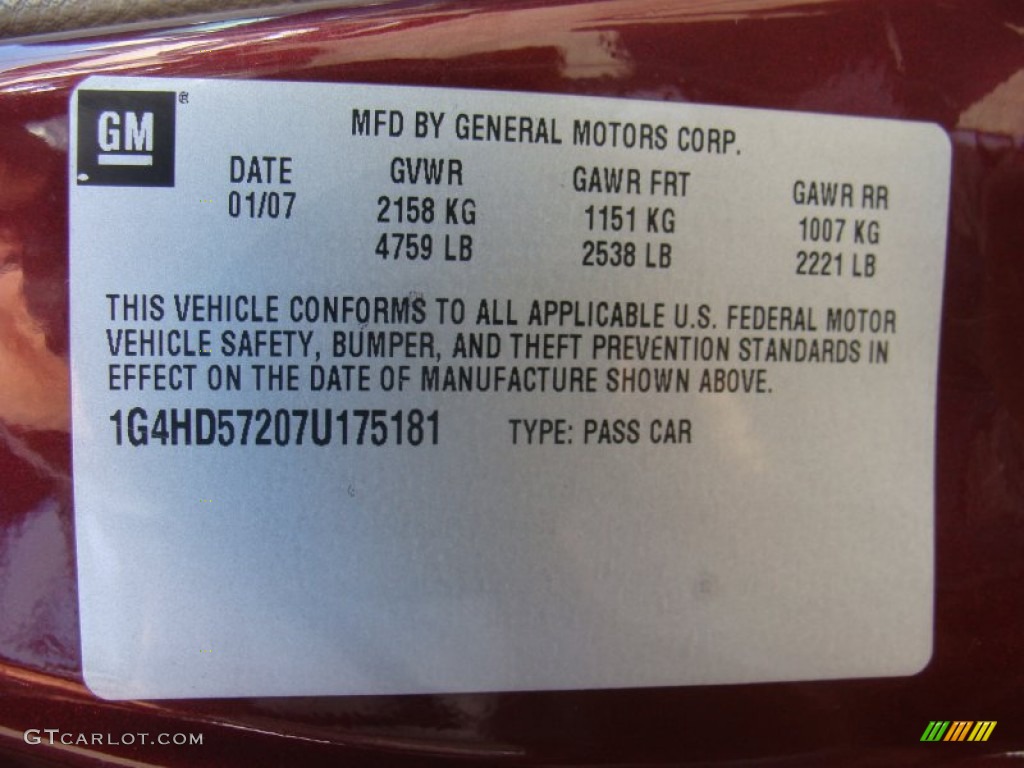 GM®
MFD BY GENERAL MOTORS CORP.
DATE GVWR GAWR FRT GAWR RR
01/07 2158 KG 1151 KG 1007 KG
4759 LB 2538 LB 2221 LB
THIS VEHICLE CONFORMS TO ALL APPLICABLE U.S. FEDERAL MOTOR
VEHICLE SAFETY, BUMPER, AND THEFT PREVENTION STANDARDS IN
EFFECT ON THE DATE OF MANUFACTURE SHOWN ABOVE.
1G4HD57207U175181 TYPE: PASS CAR
GTCARLOT.COM